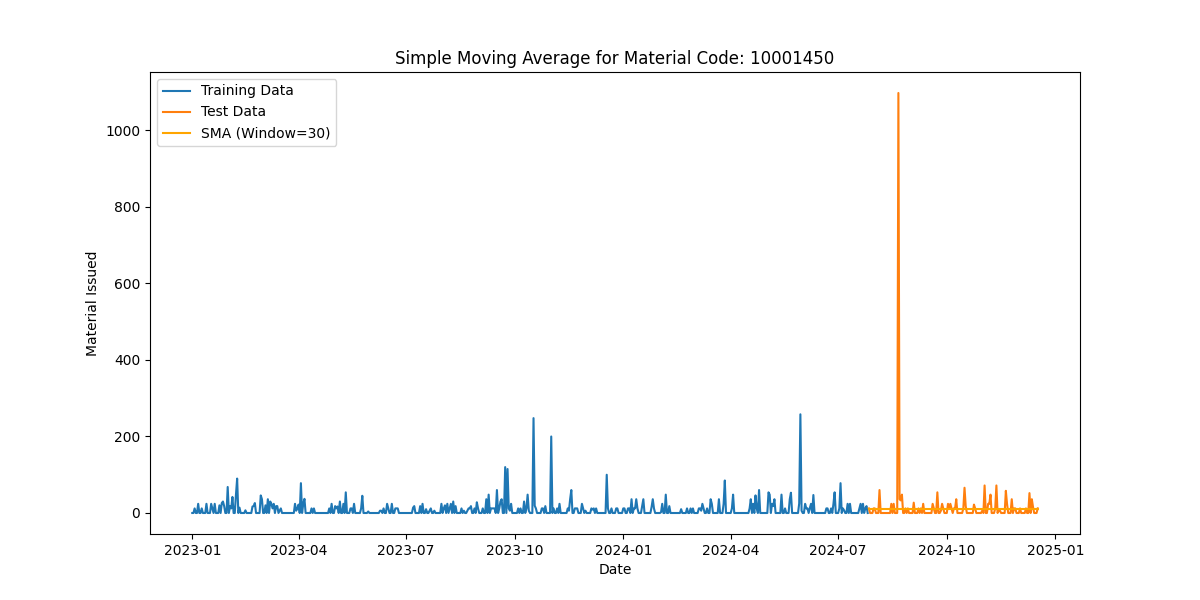 Simple Moving Average for Material Code: 10001450
Training Data
Test Data
SMA (Window=30)
1000
800
600
400
200
0
Material Issued
2023-01 2023-04 2023-07 2023-10 2024-01 2024-04 2024-07 2024-10 2025-01
Date